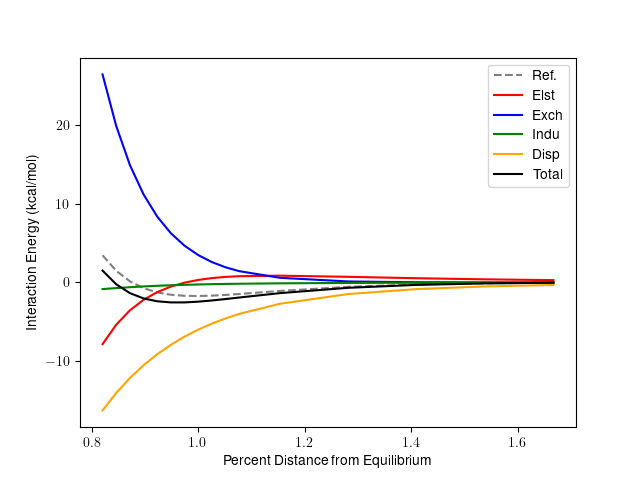 Ref.
Elst
Exch
Indu
Disp
Total
20
10
0
−10
Interaction Energy (kcal/mol)
0.8 1.0 1.2 1.4 1.6
Percent Distance from Equilibrium